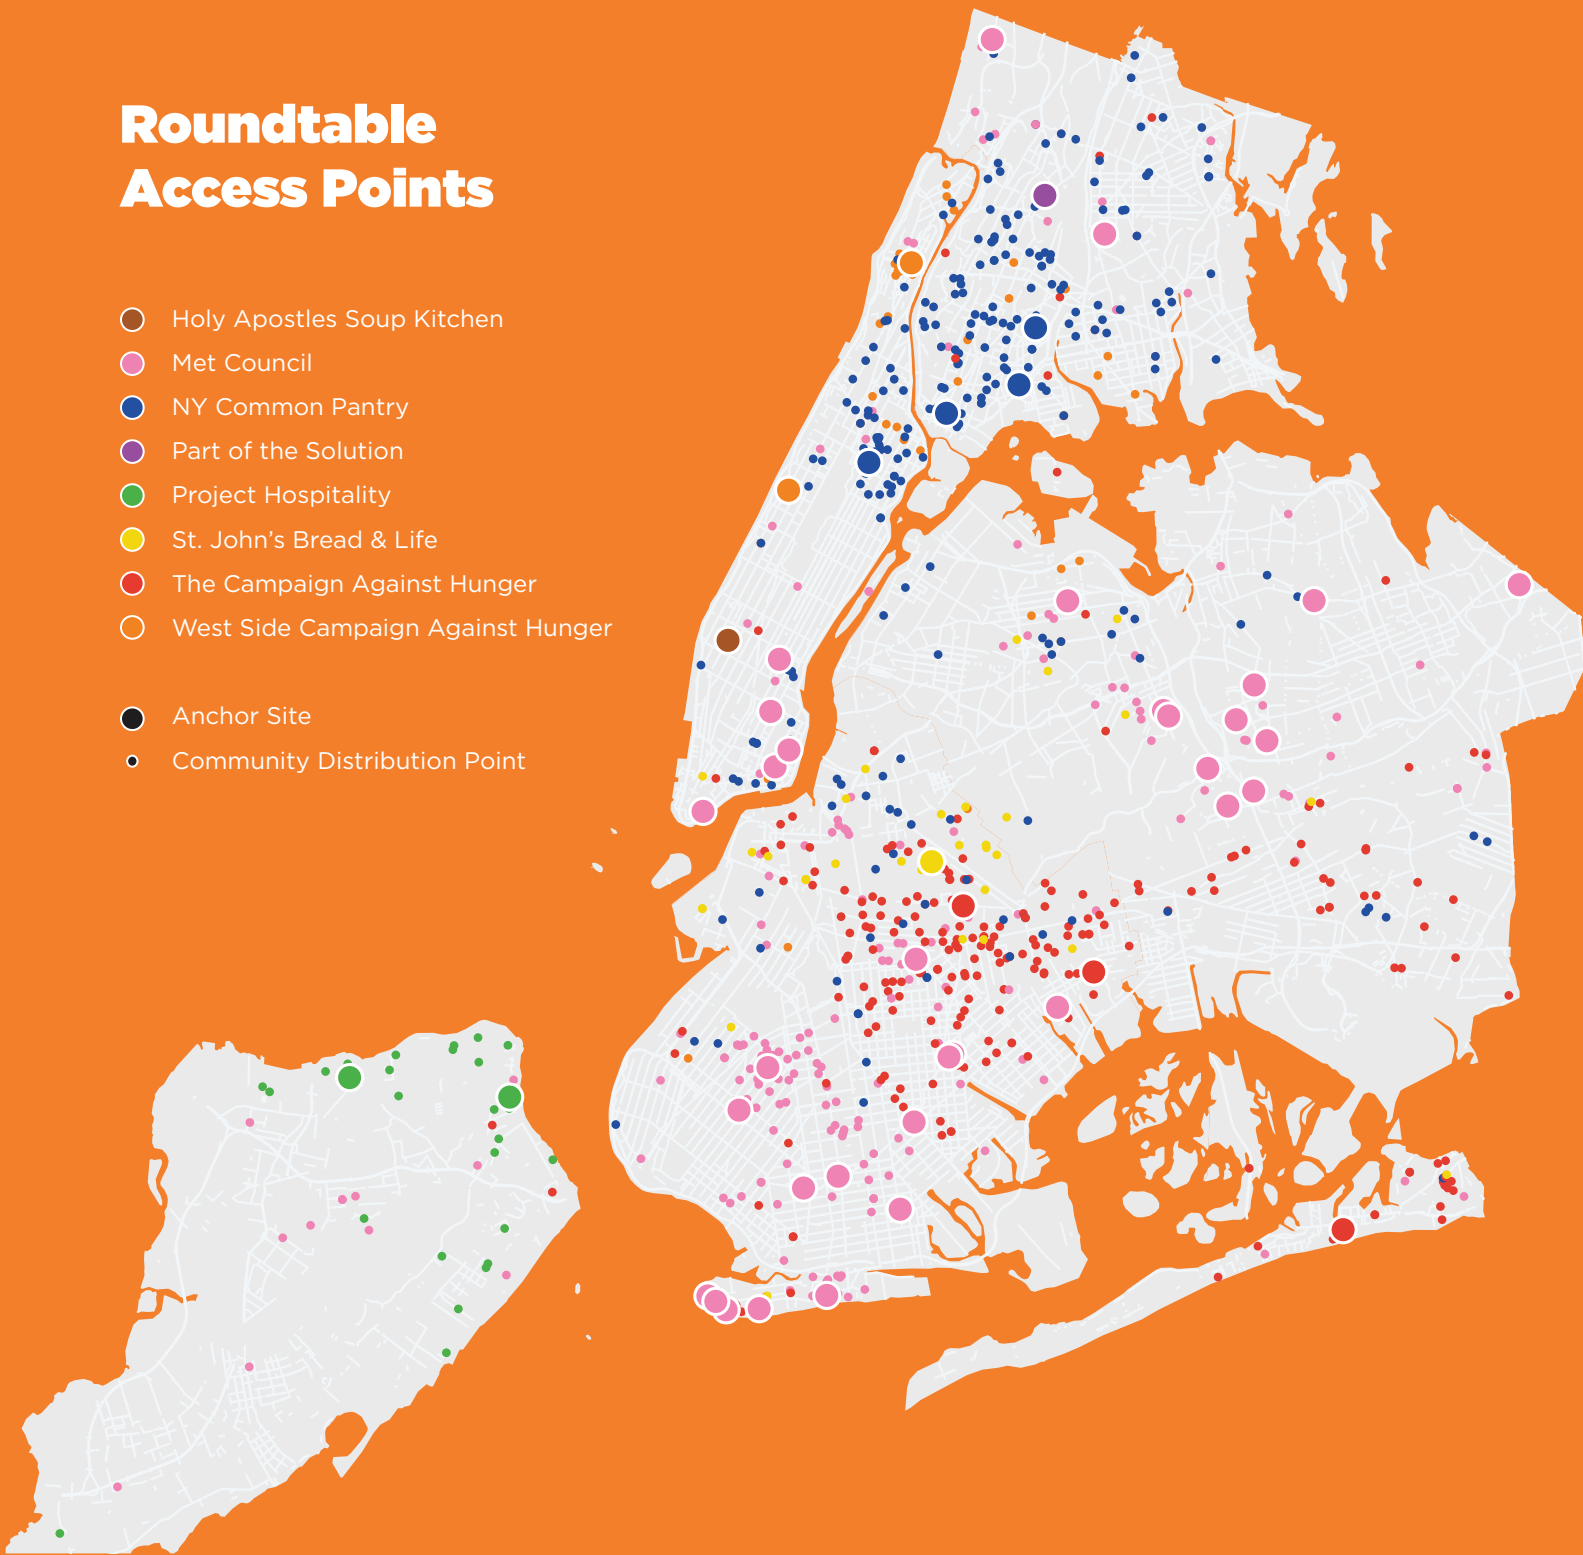 Roundtable
Access Points
Holy Apostles Soup Kitchen
Met Council
NY Common Pantry
Part of the Solution
Project Hospitality
St. John’s Bread & Life
The Campaign Against Hunger
West Side Campaign Against Hunger
Anchor Site
Community Distribution Point